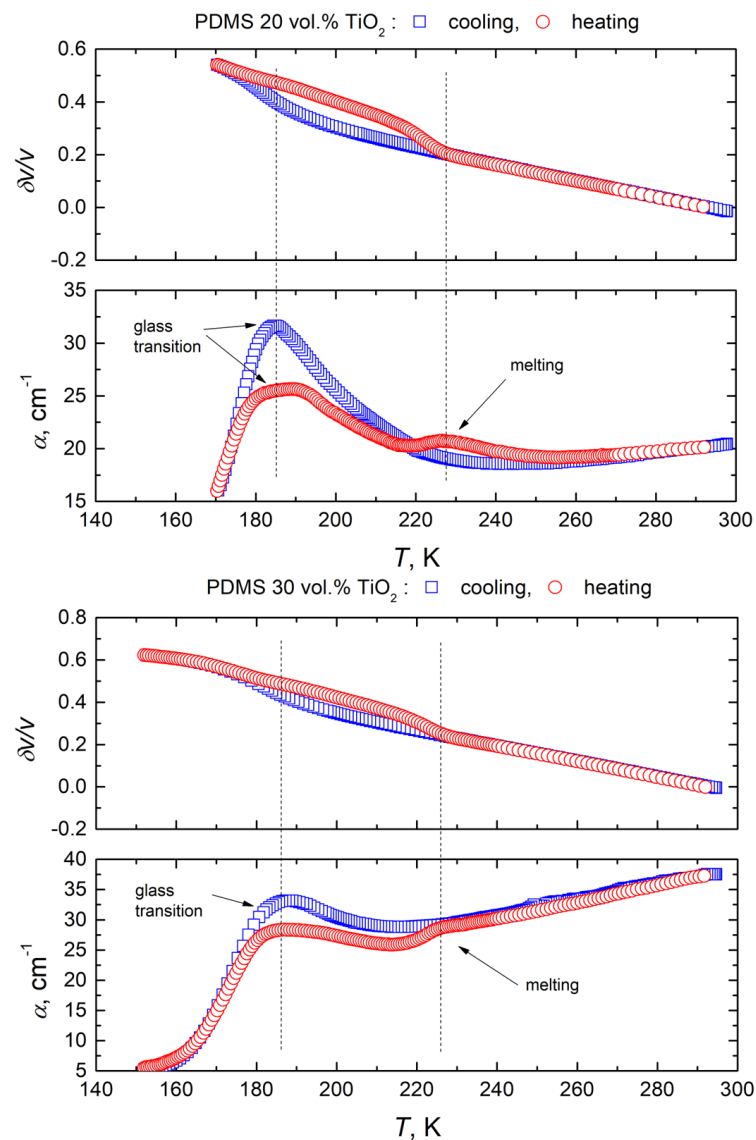 PDMS 20 vol.% TiO₂ : cooling, heating
0.6
0.4
0.2
0.0
-0.2
δv/v
35
30
25
20
15
α, cm⁻¹
glass
transition
melting
140 160 180 200 220 240 260 280 300
T, K
PDMS 30 vol.% TiO₂ : cooling, heating
0.8
0.6
0.4
0.2
0.0
-0.2
δv/v
40
35
30
25
20
15
10
5
α, cm⁻¹
glass
transition
melting
140 160 180 200 220 240 260 280 300
T, K